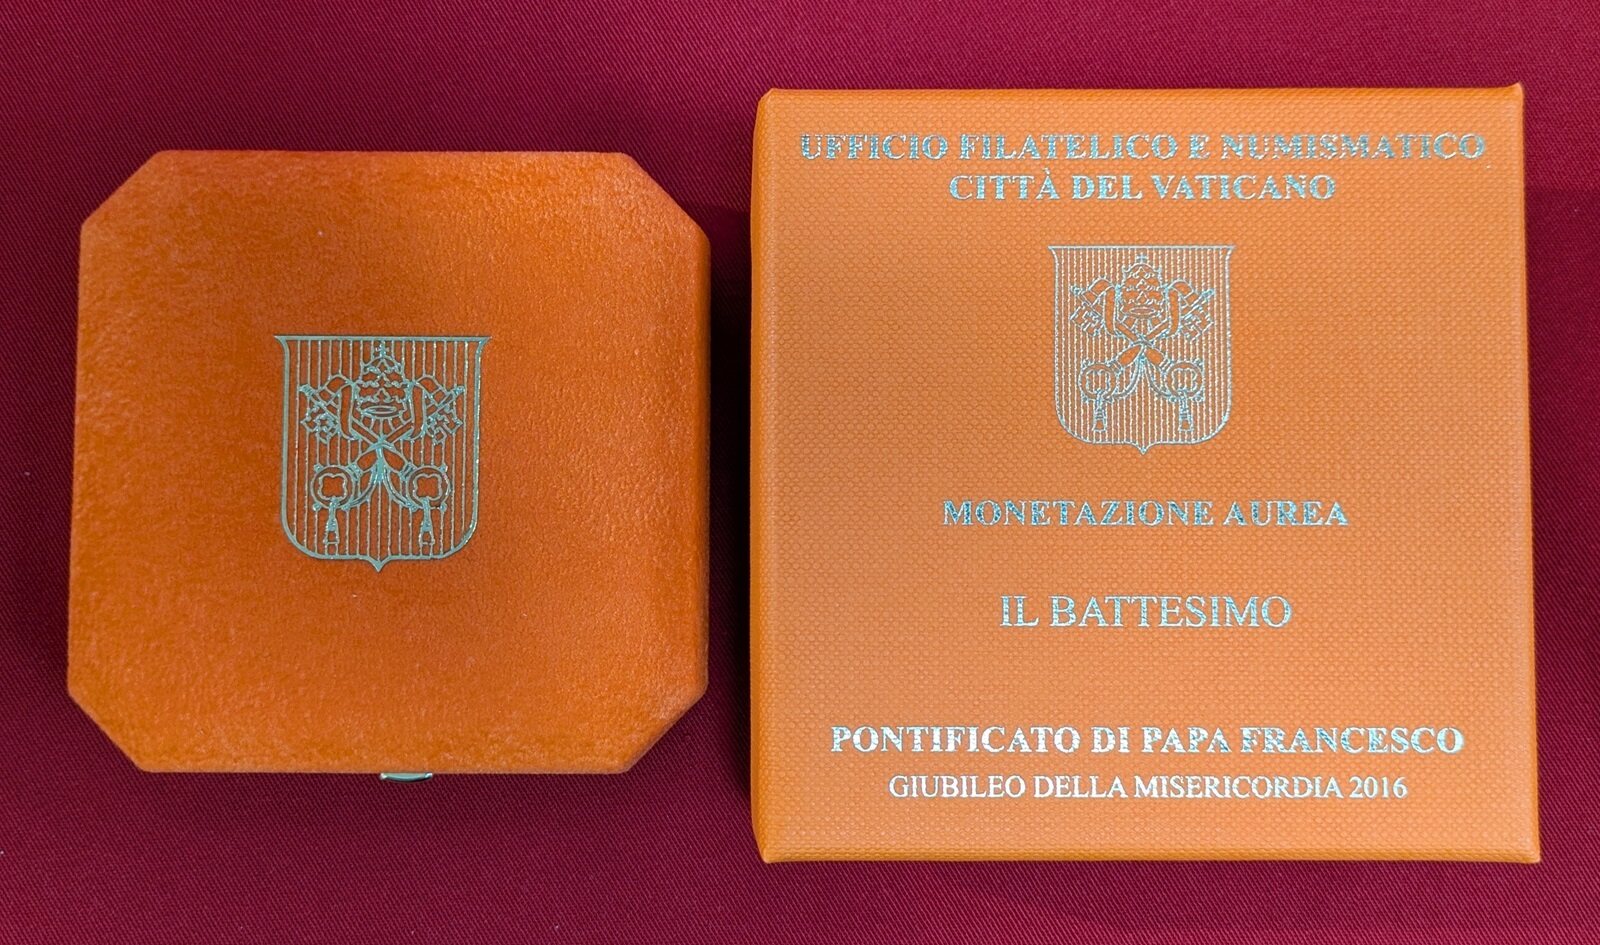 UFFICIO FILATELICO E NUMISMATICO
CITTÀ DEL VATICANO
MONETAZIONE AUREA
IL BATTESIMO
PONTIFICATO DI PAPA FRANCESCO
GIUBILEO DELLA MISERICORDIA 2016